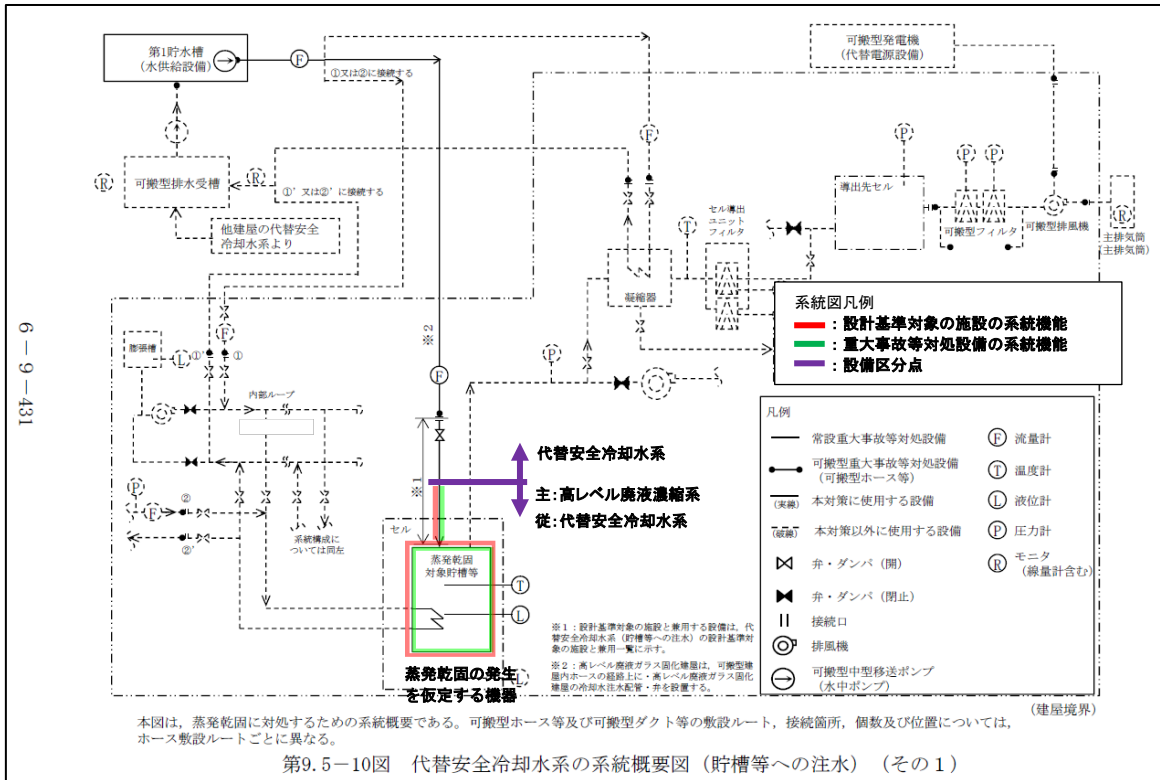 第1貯水槽
(水供給設備)
F
①又は②に接続する
可搬型発電機
(代替電源設備)
F
P
P
P
R
可搬型排水受槽
R
①’又は②’に接続する
他建屋の代替安全
冷却水系より
導出先セル
セル導出
ユニット
フィルタ
T
可搬型フィルタ
可搬型排風機
R
主排気筒
(主排気筒)
凝縮器
6-9-431
膨張槽
L
F
①’
①
※2
F
P
内部ループ
系統図凡例
:設計基準対象の施設の系統機能
:重大事故等対処設備の系統機能
:設備区分点
代替安全冷却水系
主:高レベル廃液濃縮系
従:代替安全冷却水系
※1
P
F
②
②’
系統構成に
ついては同左
セル
蒸発乾固
対象貯槽等
T
L
蒸発乾固の発生
を仮定する機器
L
凡例
常設重大事故等対処設備
可搬型重大事故等対処設備
(可搬型ホース等)
(実線)
本対策に使用する設備
(破線)
本対策以外に使用する設備
弁・ダンパ(開)
弁・ダンパ(閉止)
接続口
排風機
可搬型中型移送ポンプ
(水中ポンプ)
F 流量計
T 温度計
L 液位計
P 圧力計
R モニタ
(線量計含む)
※1:設計基準対象の施設と兼用する設備は,代
替安全冷却水系(貯槽等への注水)の設計基準対
象の施設と兼用一覧に示す。
※2:高レベル廃液ガラス固化建屋は,可搬型建
屋内ホースの経路上に・高レベル廃液ガラス固化
建屋の冷却水注水配管・弁を設置する。
(建屋境界)
本図は,蒸発乾固に対処するための系統概要である。可搬型ホース等及び可搬型ダクト等の敷設ルート,接続箇所,個数及び位置については,
ホース敷設ルートごとに異なる。
第9.5-10図 代替安全冷却水系の系統概要図(貯槽等への注水)(その1)